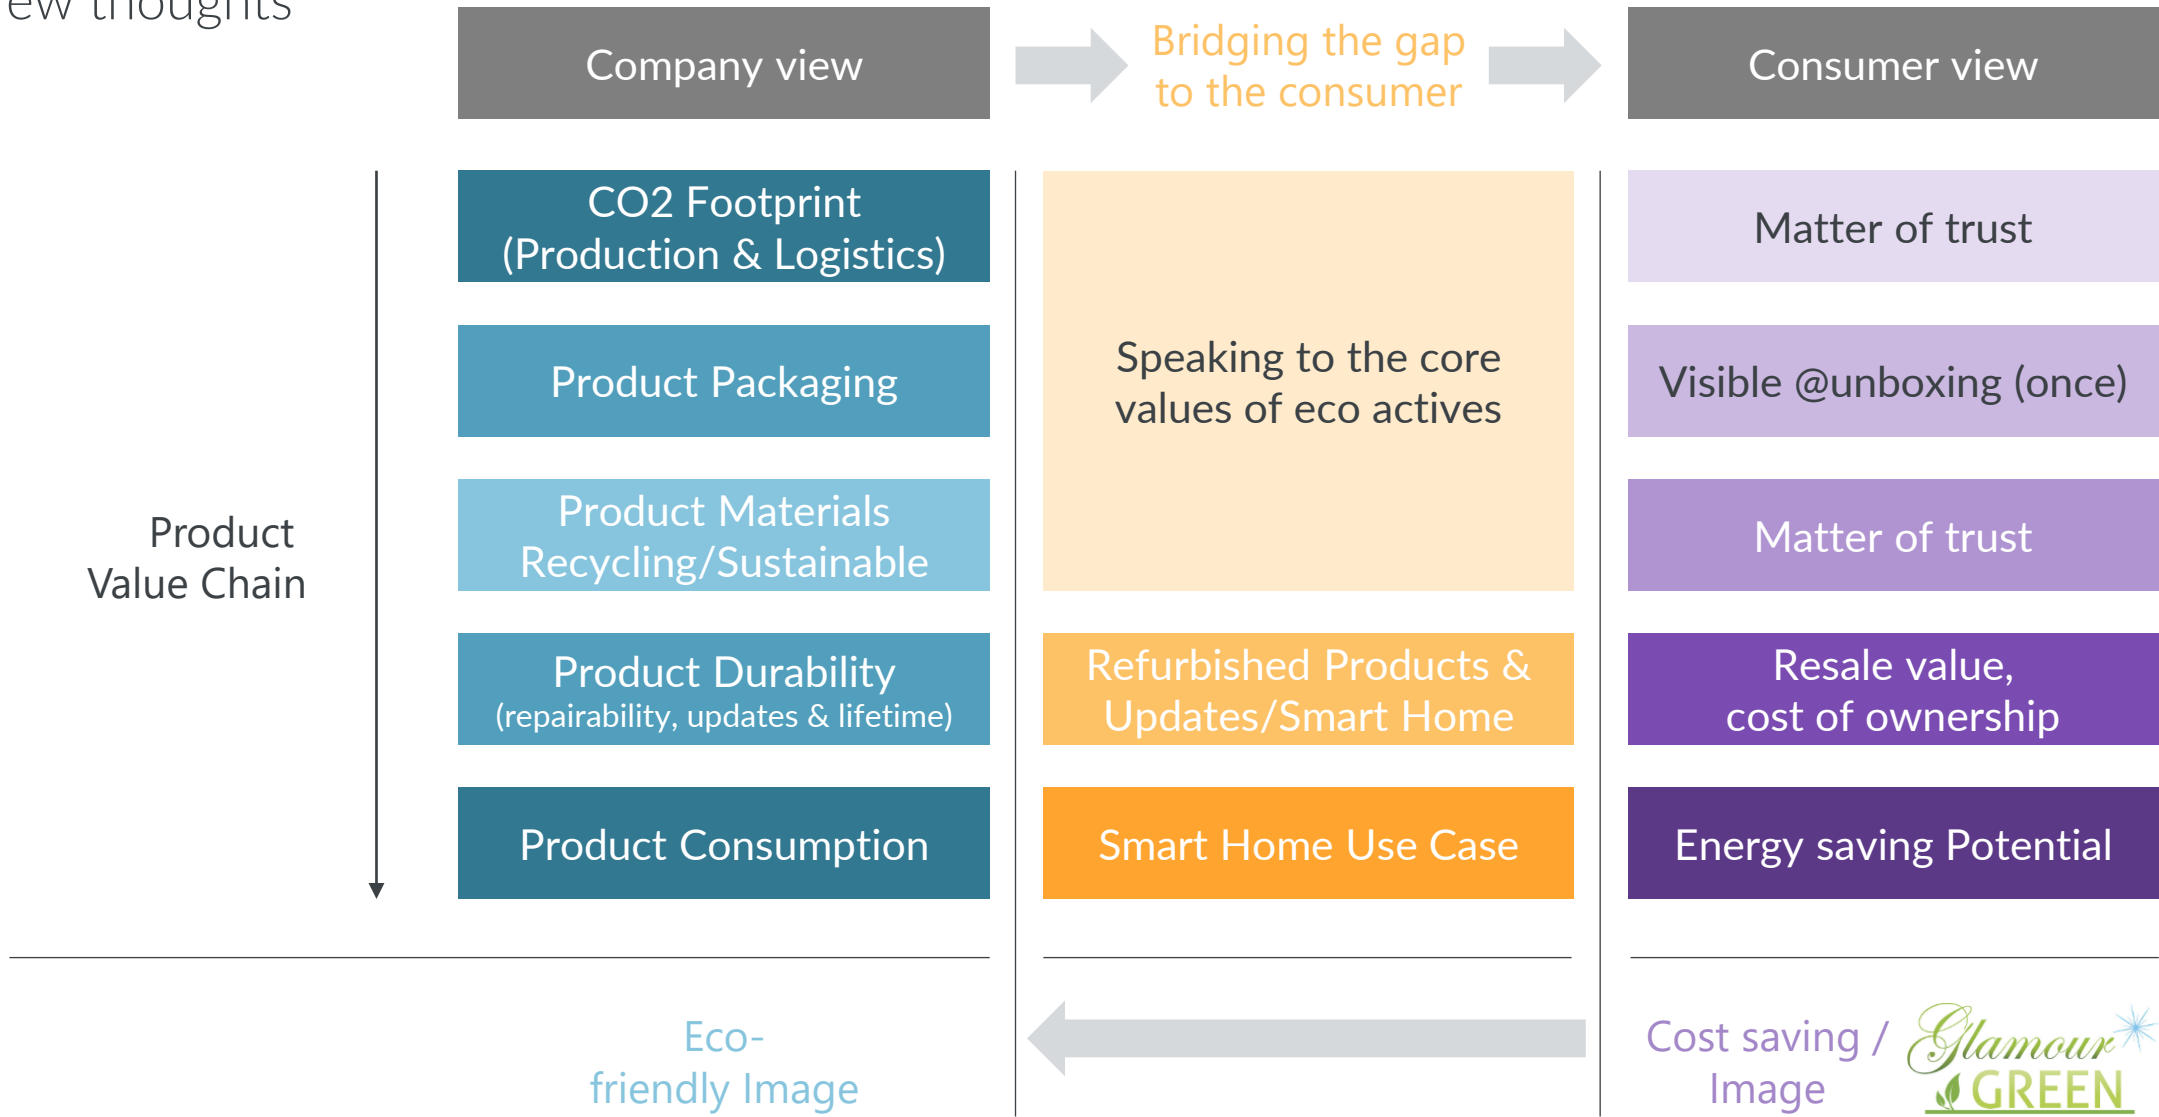 ew thoughts
Company view
Bridging the gap
to the consumer
Consumer view
CO2 Footprint
(Production & Logistics)
Matter of trust
Speaking to the core
values of eco actives
Product Packaging
Visible @unboxing (once)
Product
Value Chain
Product Materials
Recycling/Sustainable
Matter of trust
Product Durability
(repairability, updates & lifetime)
Refurbished Products &
Updates/Smart Home
Resale value,
cost of ownership
Product Consumption
Smart Home Use Case
Energy saving Potential
Eco-
friendly Image
Cost saving /
Image
Glamour
GREEN